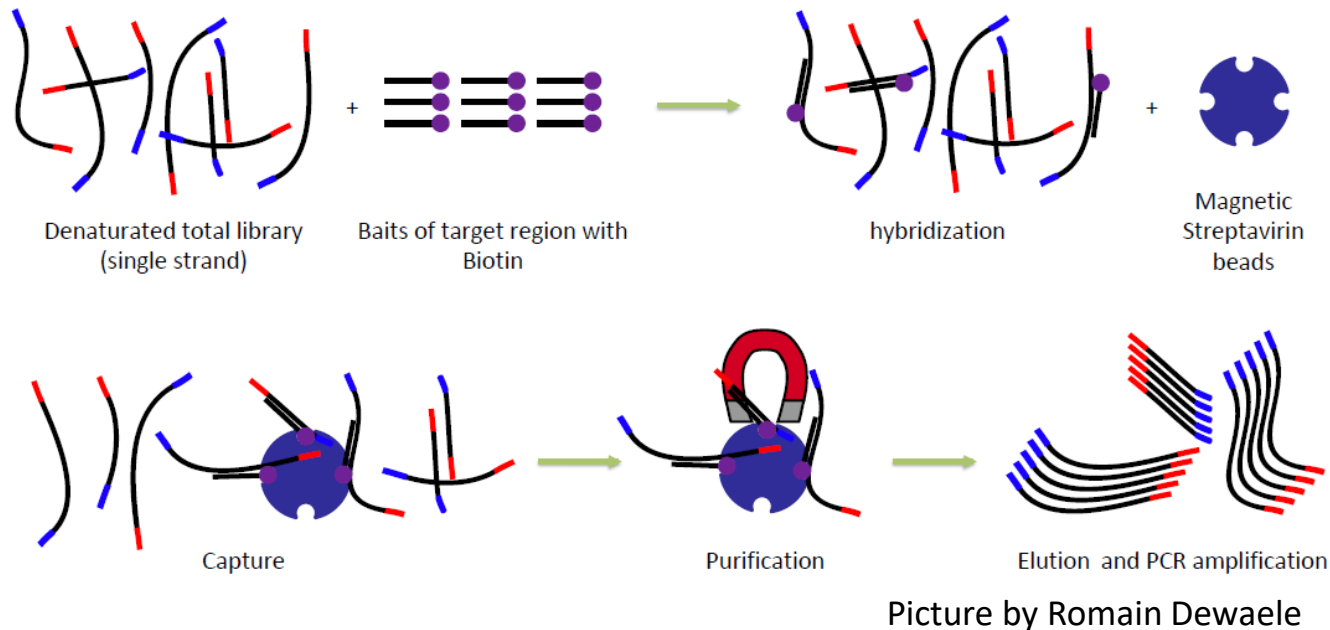 +
+
Denaturated total library
(single strand)
Baits of target region with
Biotin
hybridization
Magnetic
Streptavirin
beads
Capture
Purification
Elution and PCR amplification
Picture by Romain Dewaele